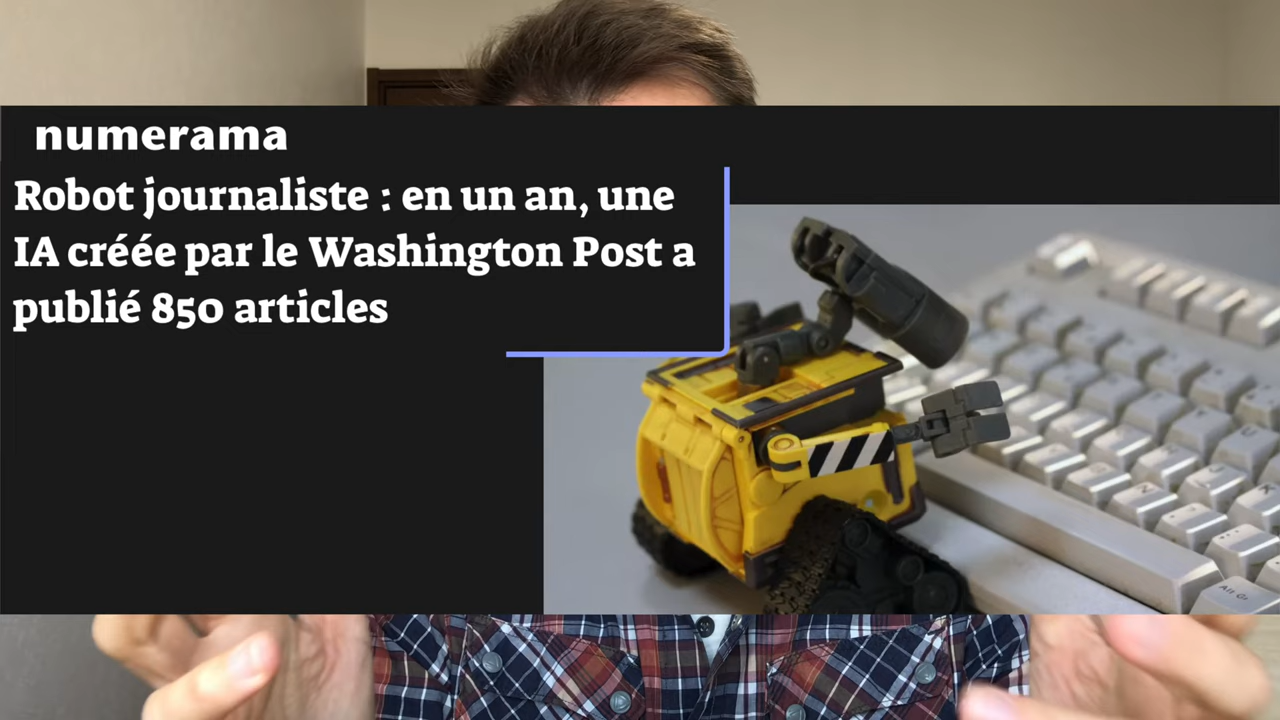 numerama
Robot journaliste : en un an, une
IA créée par le Washington Post a
publié 850 articles